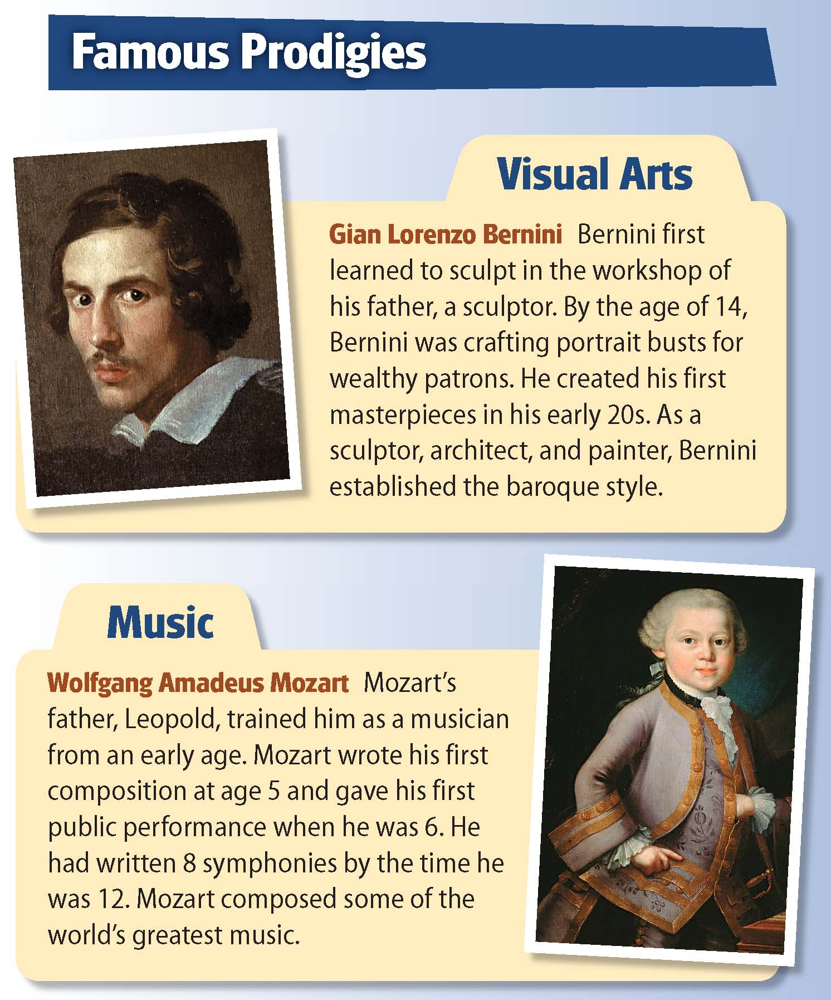 Famous Prodigies
Visual Arts
Gian Lorenzo Bernini Bernini first
learned to sculpt in the workshop of
his father, a sculptor. By the age of 14,
Bernini was crafting portrait busts for
wealthy patrons. He created his first
masterpieces in his early 20s. As a
sculptor, architect, and painter, Bernini
established the baroque style.
Music
Wolfgang Amadeus Mozart Mozart’s
father, Leopold, trained him as a musician
from an early age. Mozart wrote his first
composition at age 5 and gave his first
public performance when he was 6. He
had written 8 symphonies by the time he
was 12. Mozart composed some of the
world’s greatest music.